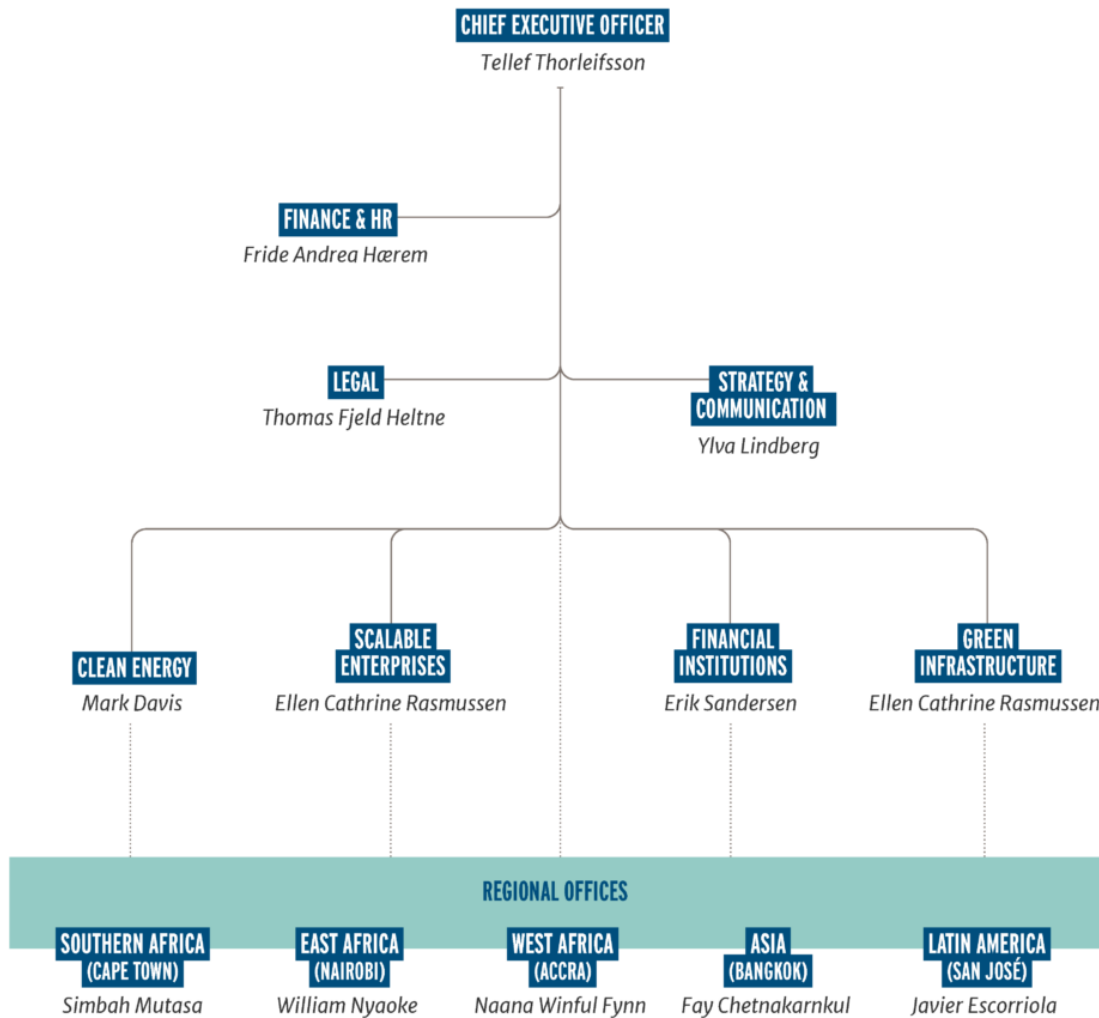 CHIEF EXECUTIVE OFFICER
Tellef Thorleifsson
FINANCE & HR
Fride Andrea Hærem
LEGAL
Thomas Fjeld Heltne
STRATEGY &
COMMUNICATION
Ylva Lindberg
CLEAN ENERGY
Mark Davis
SCALABLE
ENTERPRISES
Ellen Cathrine Rasmussen
FINANCIAL
INSTITUTIONS
Erik Sandersen
GREEN
INFRASTRUCTURE
Ellen Cathrine Rasmussen
REGIONAL OFFICES
SOUTHERN AFRICA
(CAPE TOWN)
Simbah Mutasa
EAST AFRICA
(NAIROBI)
William Nyaoke
WEST AFRICA
(ACCRA)
Naana Winful Fynn
ASIA
(BANGKOK)
Fay Chetnakarnkul
LATIN AMERICA
(SAN JOSÉ)
Javier Escorriola